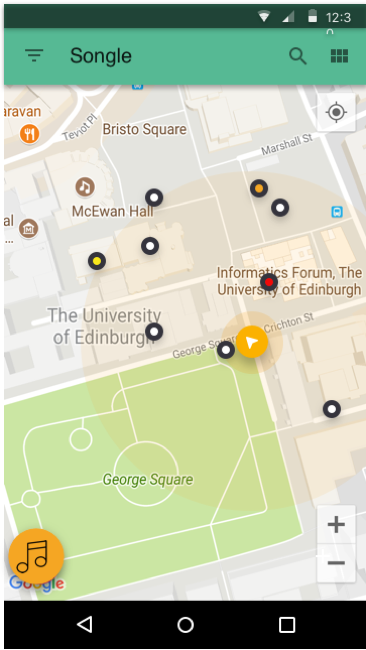 12:3
Songle
aravan
Teviot Pl
Bristo Square
Marshall St
McEwan Hall
al
...
Informatics Forum, The
University of Edinburgh
The University
of Edinburgh
George Square
Crichton St
George Square
+
−
Google